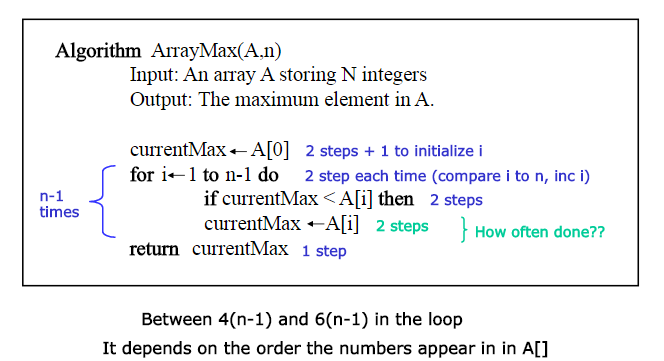 Algorithm ArrayMax(A,n)
Input: An array A storing N integers
Output: The maximum element in A.
currentMax ← A[0] 2 steps + 1 to initialize i
for i←1 to n-1 do 2 step each time (compare i to n, inc i)
n-1
times
if currentMax < A[i] then 2 steps
currentMax ←A[i] 2 steps } How often done??
return currentMax 1 step
Between 4(n-1) and 6(n-1) in the loop
It depends on the order the numbers appear in in A[]